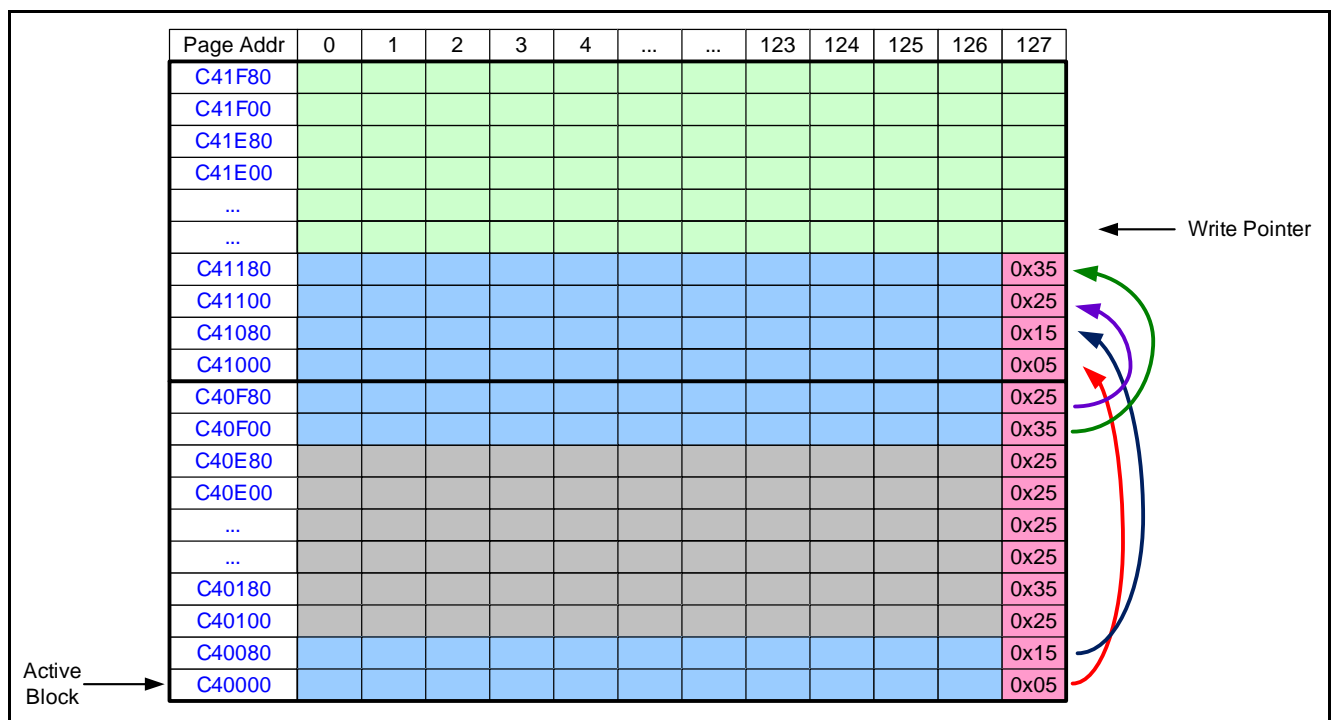 Page Addr 0 1 2 3 4 ... ... 123 124 125 126 127
C41F80
C41F00
C41E80
C41E00
...
... Write Pointer
C41180 0x35
C41100 0x25
C41080 0x15
C41000 0x05
C40F80 0x25
C40F00 0x35
C40E80 0x25
C40E00 0x25
... 0x25
... 0x25
C40180 0x35
C40100 0x25
C40080 0x15
Active
Block
C40000 0x05